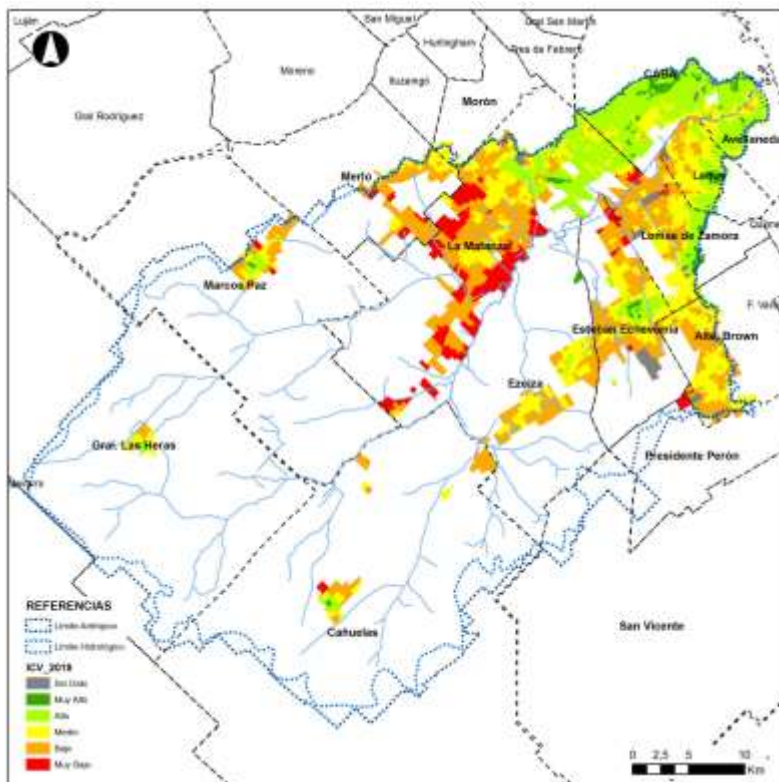 Luján
San Miguel
Gral San Martín
Hurlingham
Tres de Febrero
Moreno
Ituzaingó
CABA
Gral Rodríguez
Morón
Avellaneda
Merlo
Lanús
La Matanza
Lomas de Zamora
Marcos Paz
Esteban Echeverría
Alte. Brown
Ezeiza
Gral. Las Heras
Presidente Perón
REFERENCIAS
San Vicente
Cañuelas
Límite Hidrológico
ICV_2019
Sin Dato
Muy Alto
Alto
Medio
Bajo
Muy Bajo
0 2,5 5 10
Km